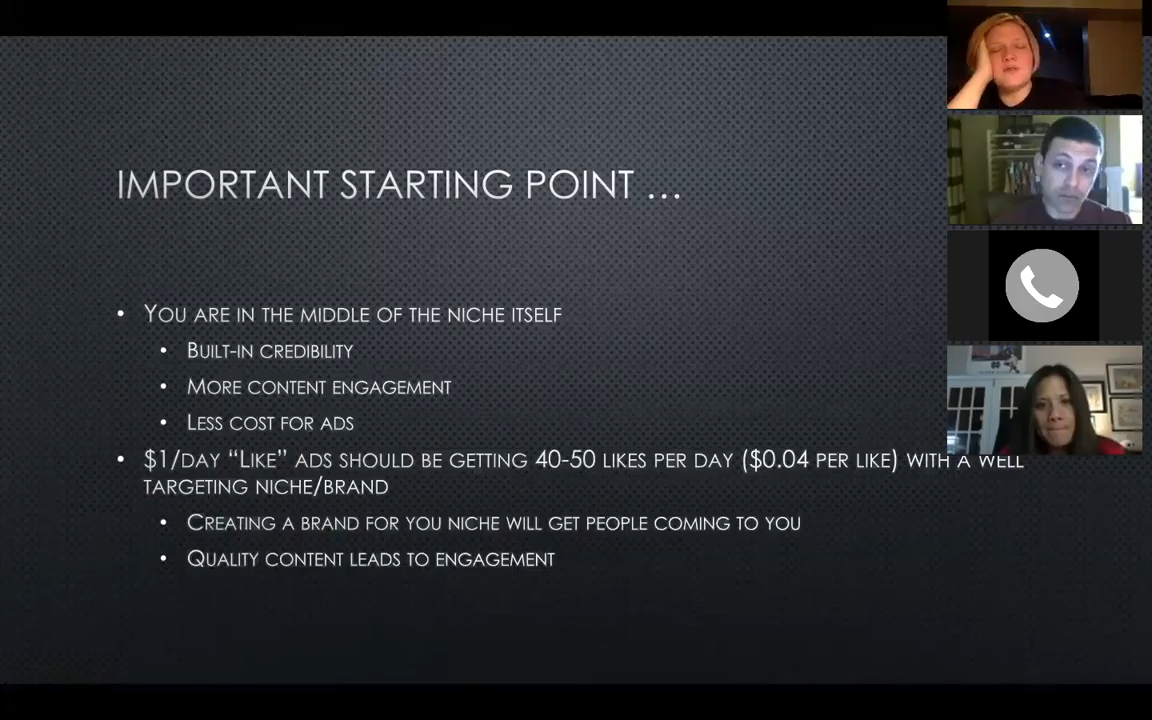 IMPORTANT STARTING POINT ...
• YOU ARE IN THE MIDDLE OF THE NICHE ITSELF
• BUILT-IN CREDIBILITY
• MORE CONTENT ENGAGEMENT
• LESS COST FOR ADS
• $1/DAY “LIKE” ADS SHOULD BE GETTING 40-50 LIKES PER DAY ($0.04 PER LIKE) WITH A WELL
TARGETING NICHE/BRAND
• CREATING A BRAND FOR YOU NICHE WILL GET PEOPLE COMING TO YOU
• QUALITY CONTENT LEADS TO ENGAGEMENT